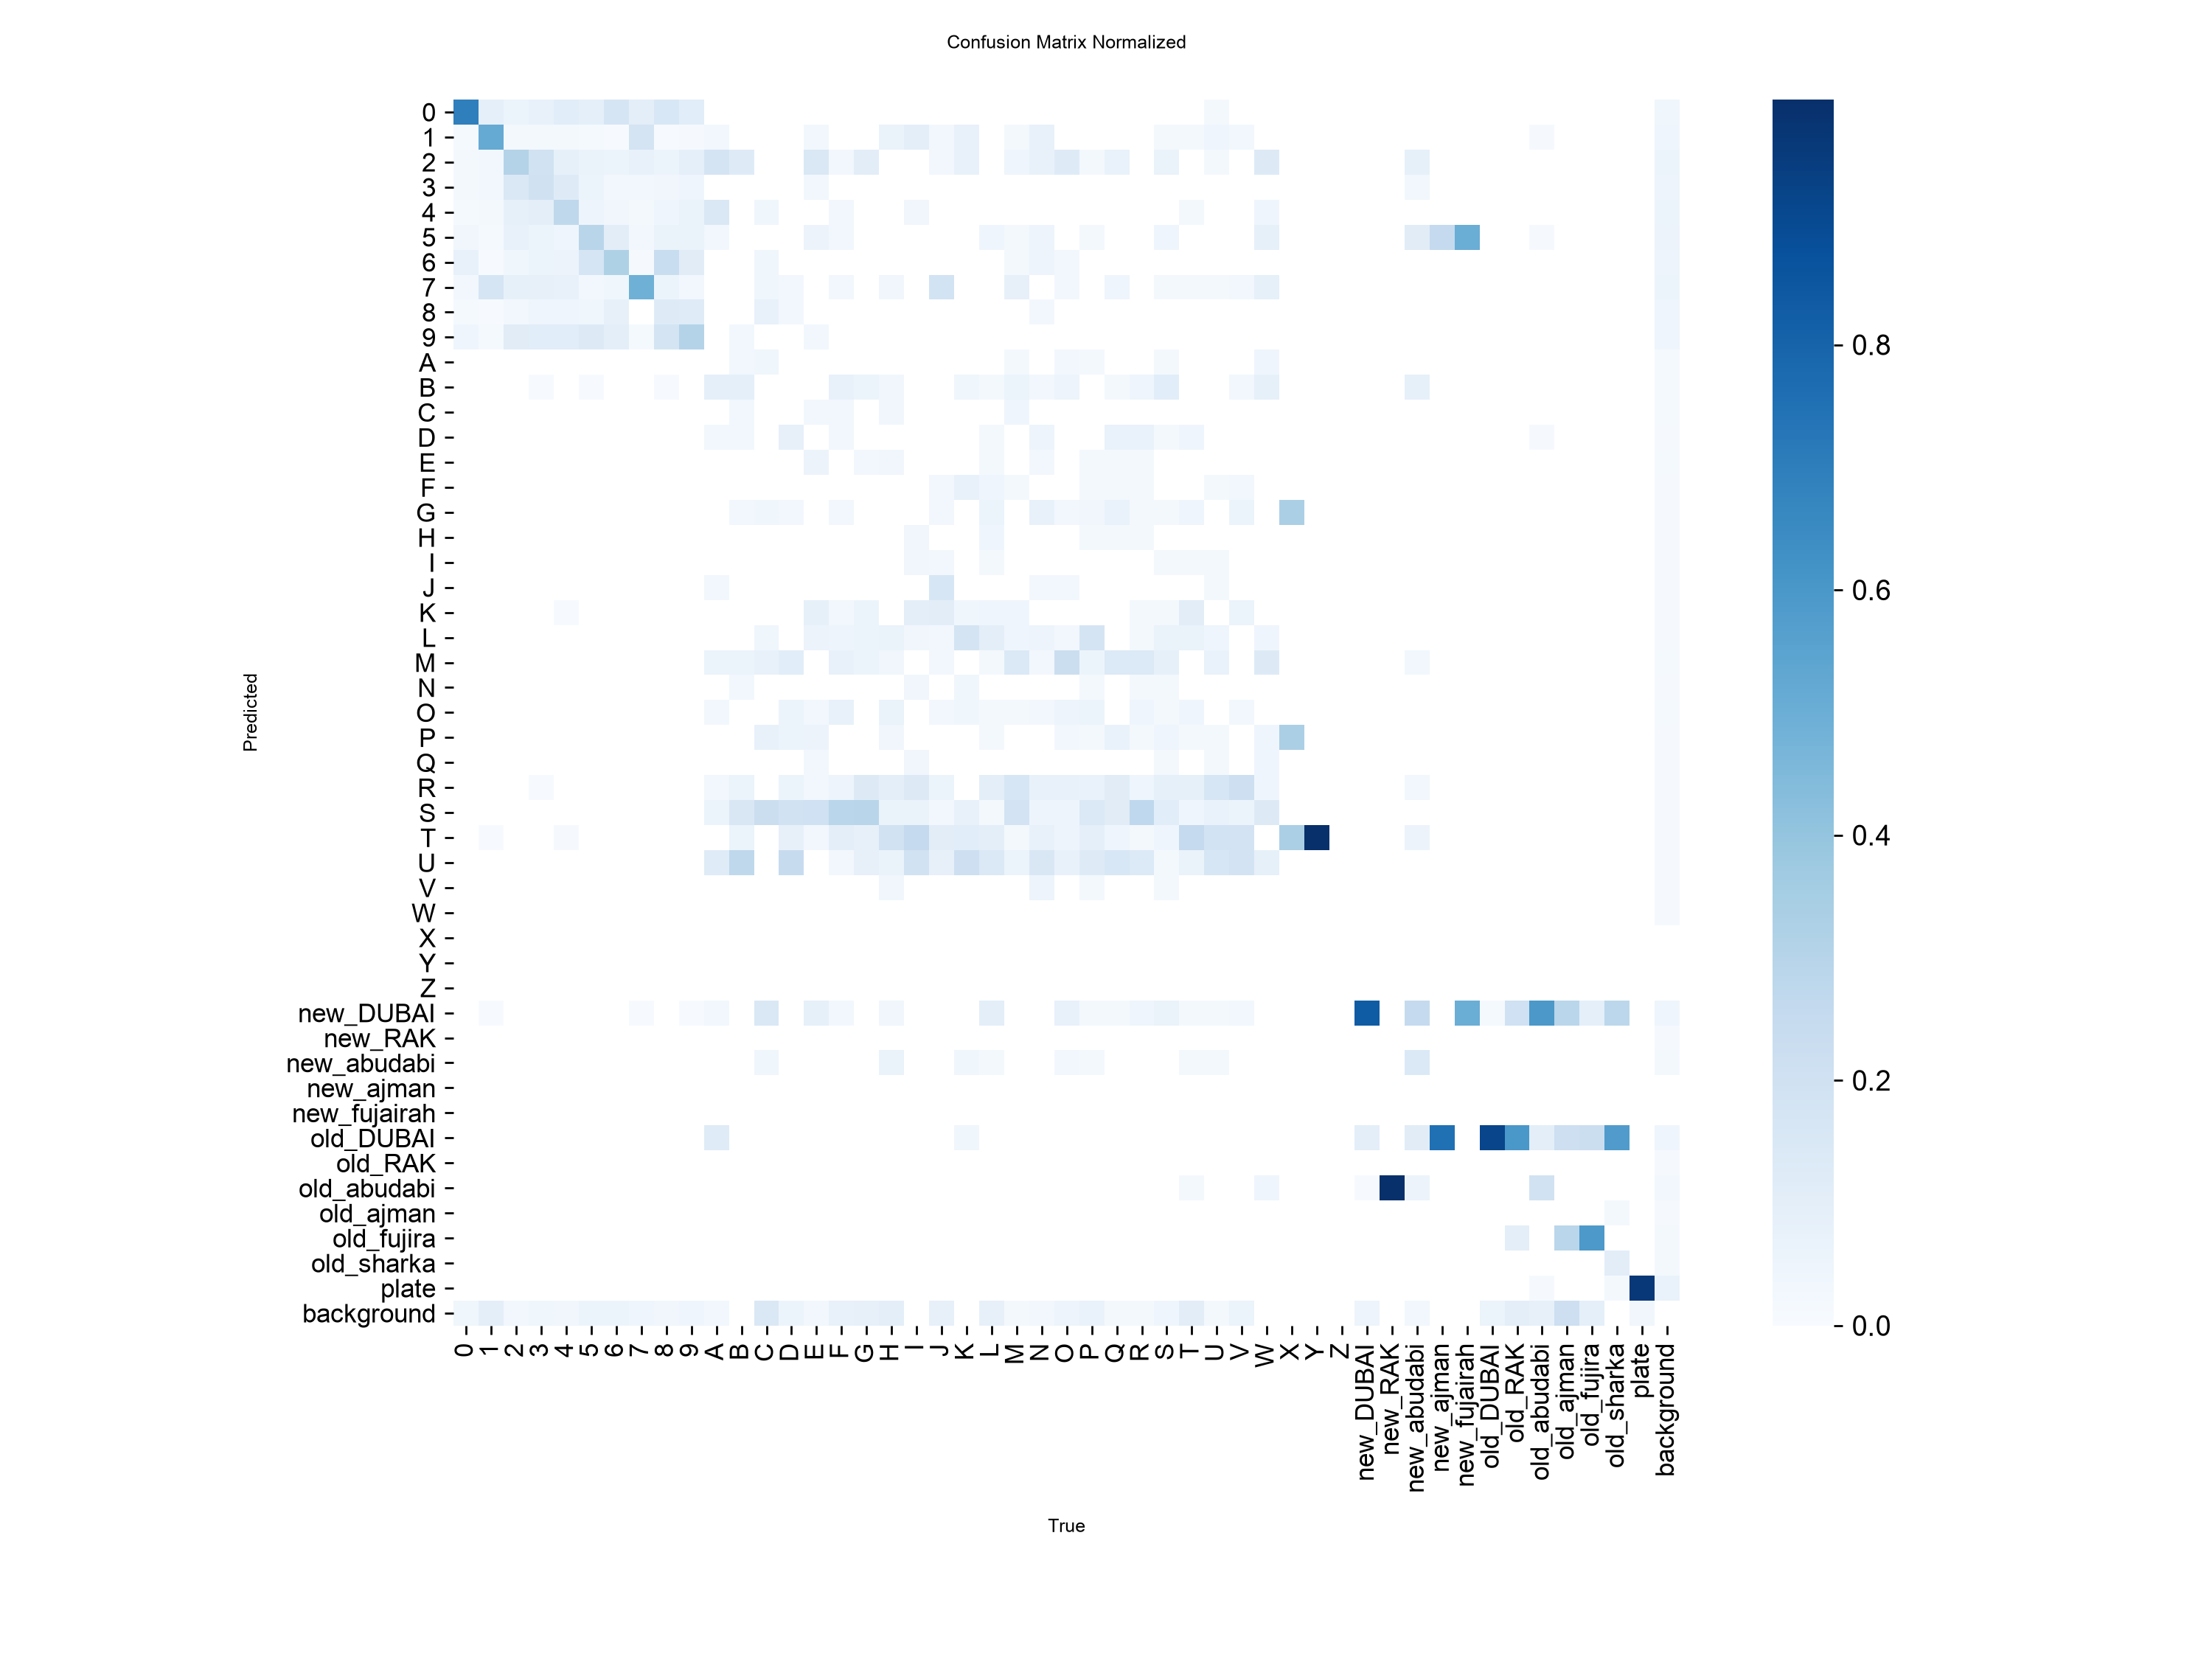 Confusion Matrix Normalized
0
1
2
3
4
5
6
7
8
9
A
B
C
D
E
F
G
H
I
J
K
L
M
N
O
P
Q
R
S
T
U
V
W
X
Y
Z
new_DUBAI
new_RAK
new_abudabi
new_ajman
new_fujairah
old_DUBAI
old_RAK
old_abudabi
old_ajman
old_fujira
old_sharka
plate
background
Predicted
0 1 2 3 4 5 6 7 8 9 A B C D E F G H I J K L M N O P Q R S T U V W X Y Z new_DUBAI new_RAK new_abudabi new_ajman new_fujairah old_DUBAI old_RAK old_abudabi old_ajman old_fujira old_sharka plate background
True
0.8
0.6
0.4
0.2
0.0